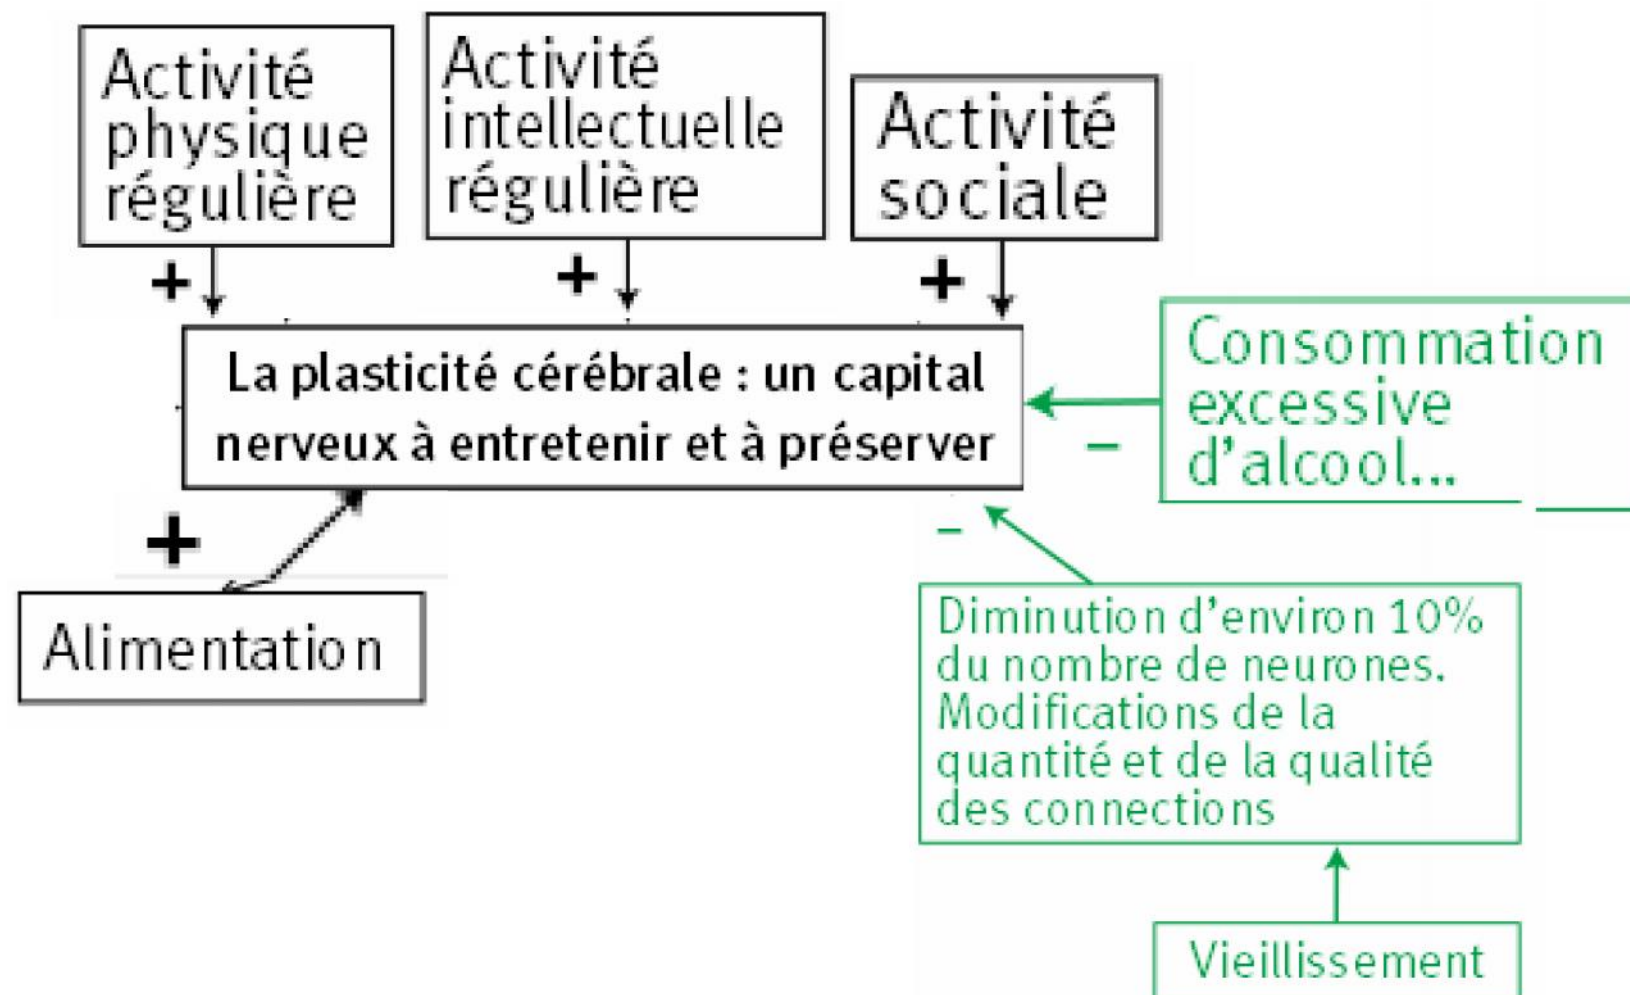 Activité
physique
régulière
Activité
intellectuelle
régulière
Activité
sociale
+
+
+
La plasticité cérébrale : un capital
nerveux à entretenir et à préserver
Consommation
excessive
d'alcool...
–
+
Alimentation
–
Diminution d'environ 10%
du nombre de neurones.
Modifications de la
quantité et de la qualité
des connections
Vieillissement